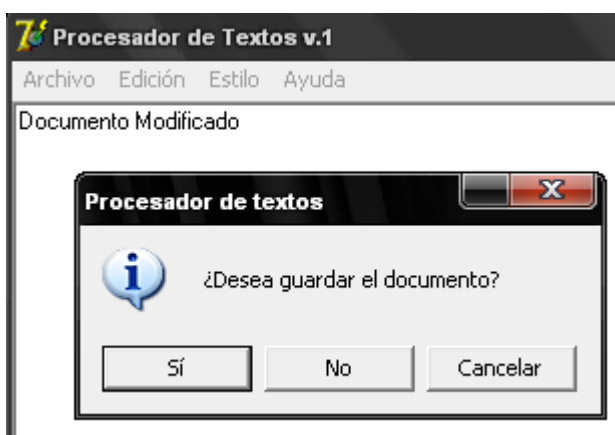 Procesador de Textos v.1
Archivo Edición Estilo Ayuda
Documento Modificado
Procesador de textos
¿Desea guardar el documento?
Sí No Cancelar